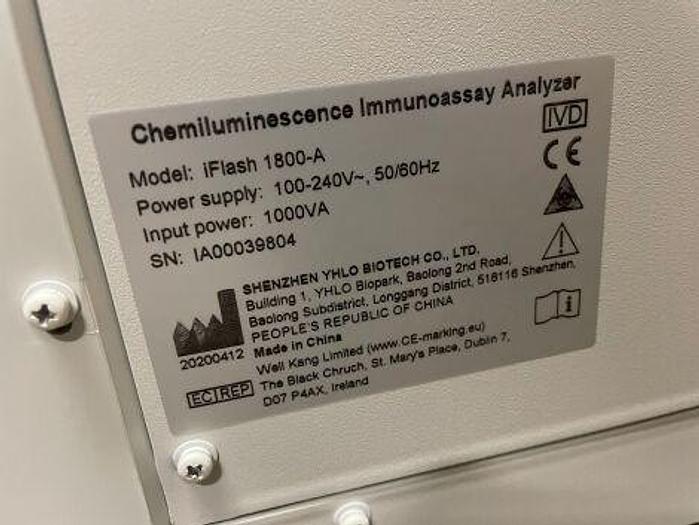 Chemiluminescence Immunoassay Analyzer
IVD
Model: iFlash 1800-A
CE
Power supply: 100-240V~, 50/60Hz
Input power: 1000VA
SN: IA00039804
SHENZHEN YHLO BIOTECH CO., LTD.
Building 1, YHLO Biopark, Baolong 2nd Road,
Baolong Subdistrict, Longgang District, 518116 Shenzhen,
PEOPLE'S REPUBLIC OF CHINA
20200412 Made in China
Well Kang Limited (www.CE-marking.eu)
EC REP The Black Chruch, St. Mary's Place, Dublin 7,
D07 P4AX, Ireland